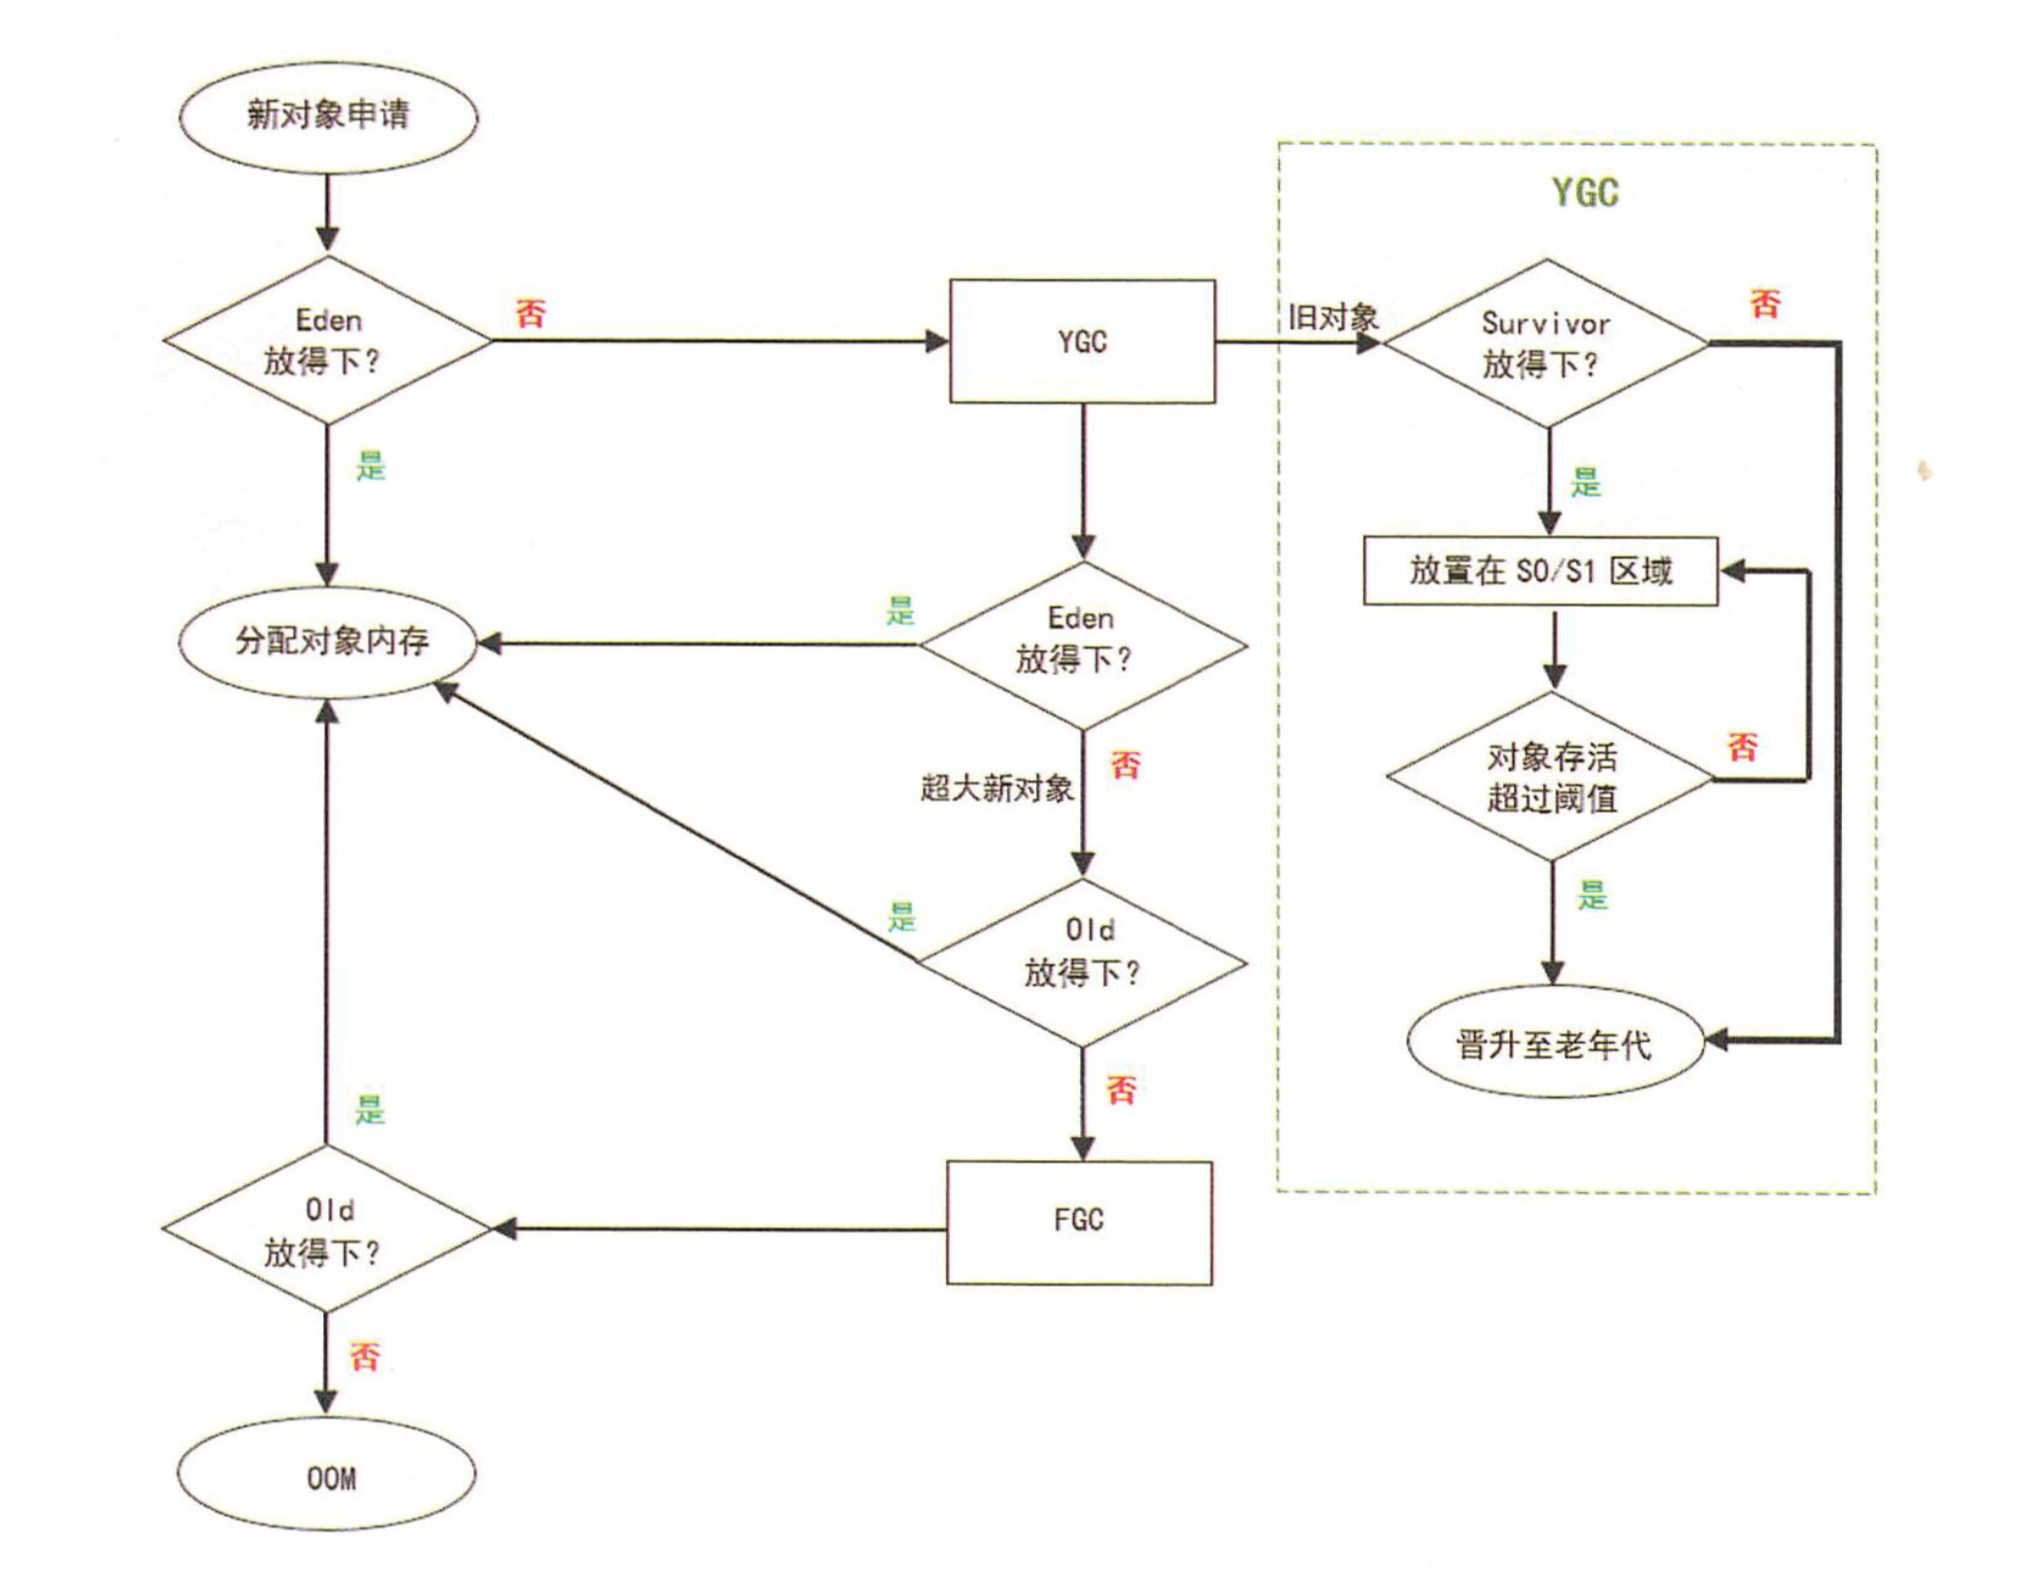 新对象申请
YGC
Eden
放得下?
否
YGC
旧对象
Survivor
放得下?
否
是
是
放置在 S0/S1 区域
分配对象内存
是
Eden
放得下?
否
超大新对象
对象存活
超过阈值
否
是
是
Old
放得下?
否
晋升至老年代
是
Old
放得下?
FGC
否
OOM